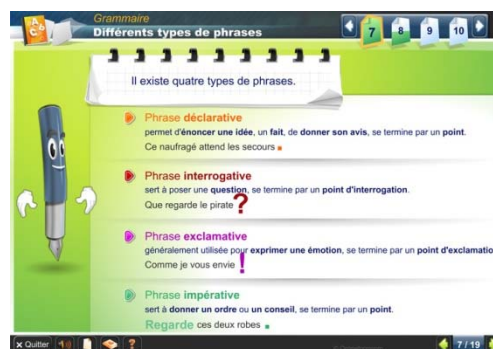 Grammaire
Différents types de phrases
7 8 9 10
Il existe quatre types de phrases.
Phrase déclarative
permet d'énoncer une idée, un fait, de donner son avis, se termine par un point.
Ce naufragé attend les secours .
Phrase interrogative
sert à poser une question, se termine par un point d'interrogation.
Que regarde le pirate ?
Phrase exclamative
généralement utilisée pour exprimer une émotion, se termine par un point d'exclamatio
Comme je vous envie !
Phrase impérative
sert à donner un ordre ou un conseil, se termine par un point.
Regarde ces deux robes .
x Quitter ? 7 / 19